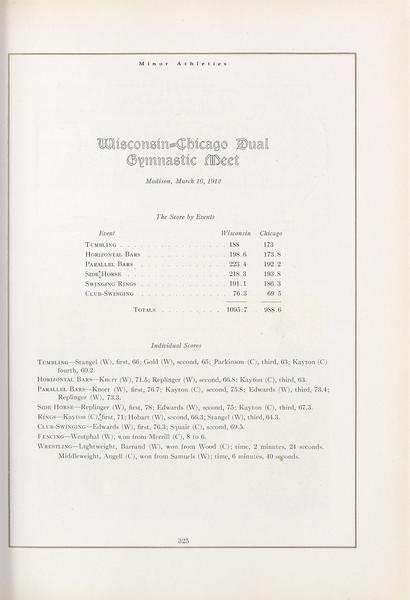 Minor Athletics
Wisconsin-Chicago Dual
Gymnastic Meet
Madison, March 16, 1912
The Score by Events
Event Wisconsin Chicago
Tumbling 188 173
Horizontal Bars 198.6 173.8
Parallel Bars 223.4 192.2
Side Horse 218.3 193.8
Swinging Rings 191.1 186.3
Club-Swinging 76.3 69.5
Totals 1095.7 988.6
Individual Scores
Tumbling—Stangel (W), first, 66; Gold (W), second, 65; Parkinson (C), third, 63; Kayton (C)
fourth, 60.2.
Horizontal Bars—Knorr (W), 71.5; Replinger (W), second, 66.8; Kayton (C), third, 63.
Parallel Bars—Knorr (W), first, 76.7; Kayton (C), second, 75.8; Edwards (W), third, 73.4;
Replinger (W), 73.3.
Side Horse—Replinger (W), first, 78; Edwards (W), second, 75; Kayton (C), third, 67.3.
Rings—Kayton (C), first, 71; Hobart (W), second, 66.3; Stangel (W), third, 64.3.
Club-Swinging—Edwards (W), first, 76.3; Squair (C), second, 69.5.
Fencing—Westphal (W), won from Merrill (C), 8 to 6.
Wrestling—Lightweight, Barrand (W), won from Wood (C); time, 2 minutes, 24 seconds.
Middleweight, Angell (C), won from Samuels (W); time, 6 minutes, 40 seconds.
325